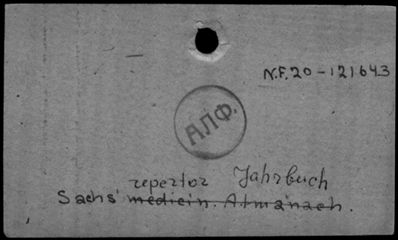 N.F. 20-121643
АЛФ.
repertor Jahrbuch
Sachs' medicin. Almanach.